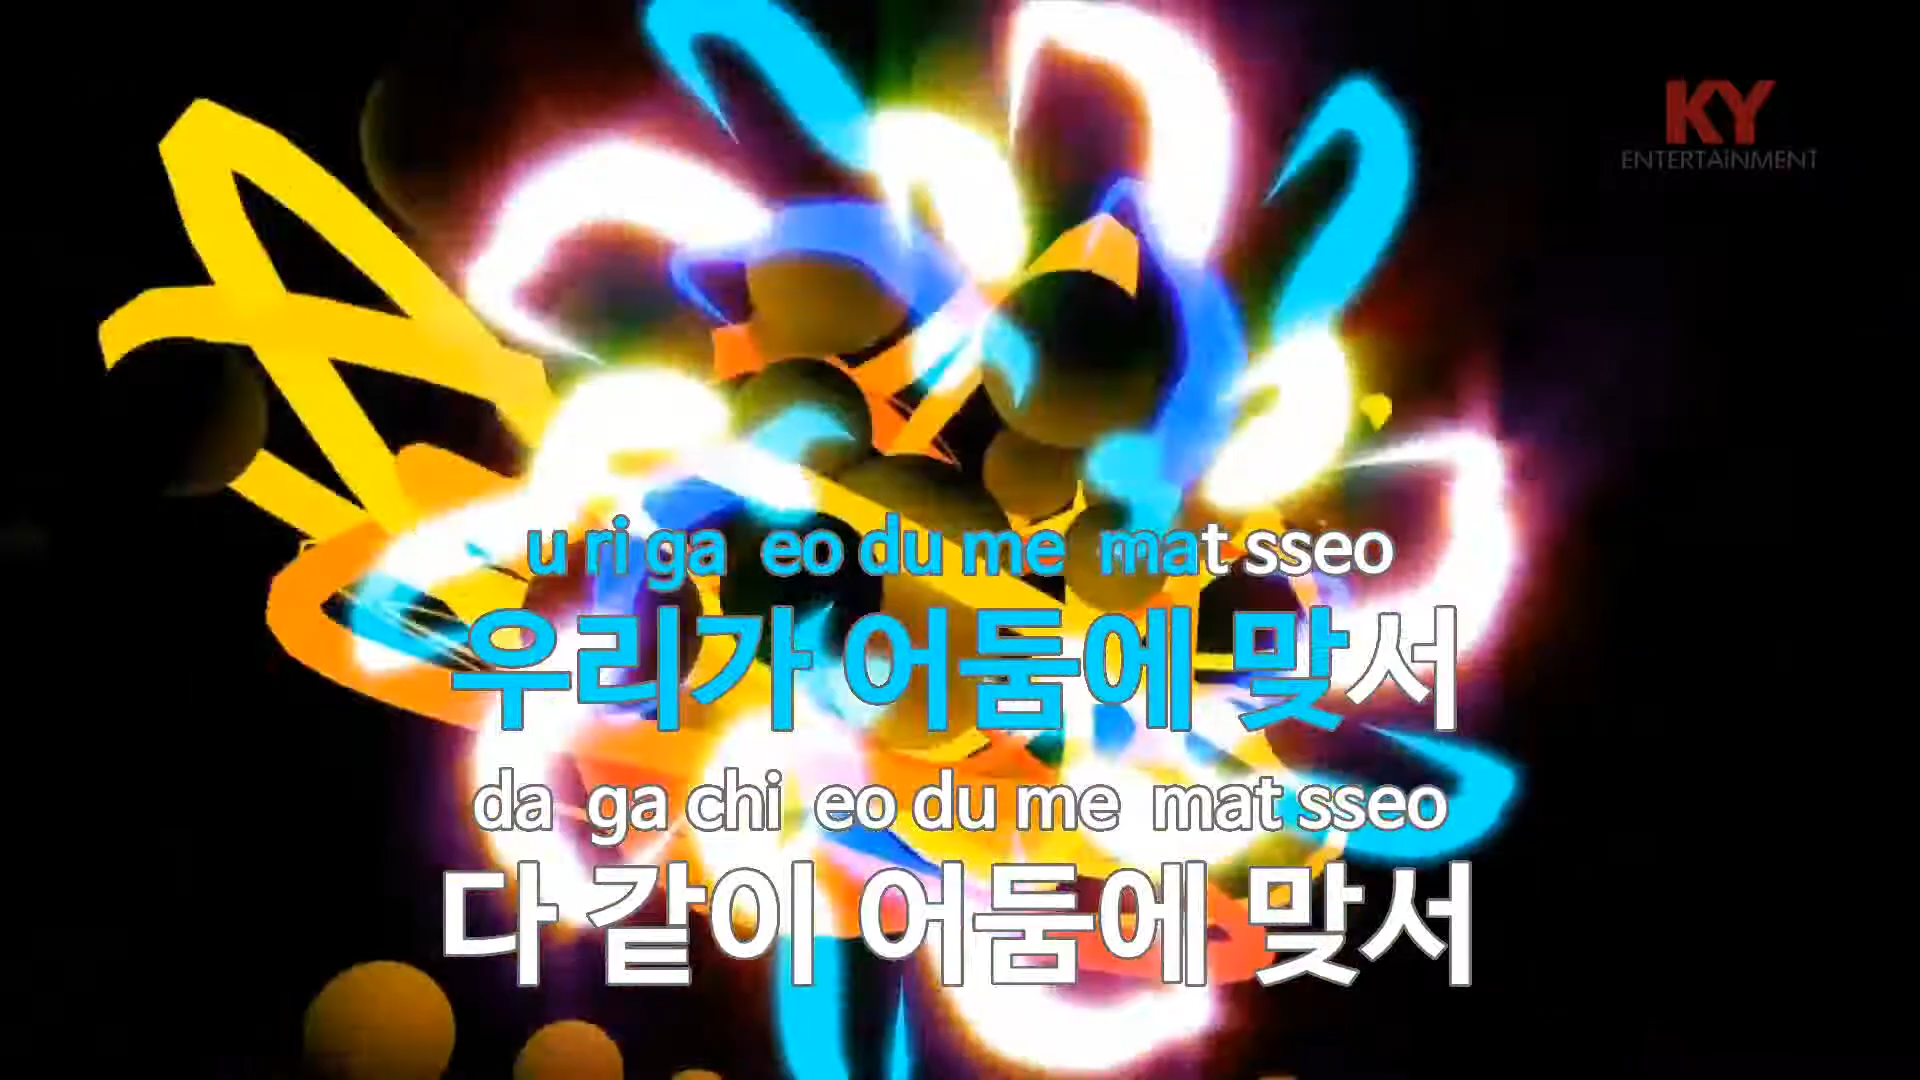 KY
ENTERTAiNMENT
u ri ga eo du me mat sseo
우리가 어둠에 맞서
da ga chi eo du me mat sseo
다 같이 어둠에 맞서